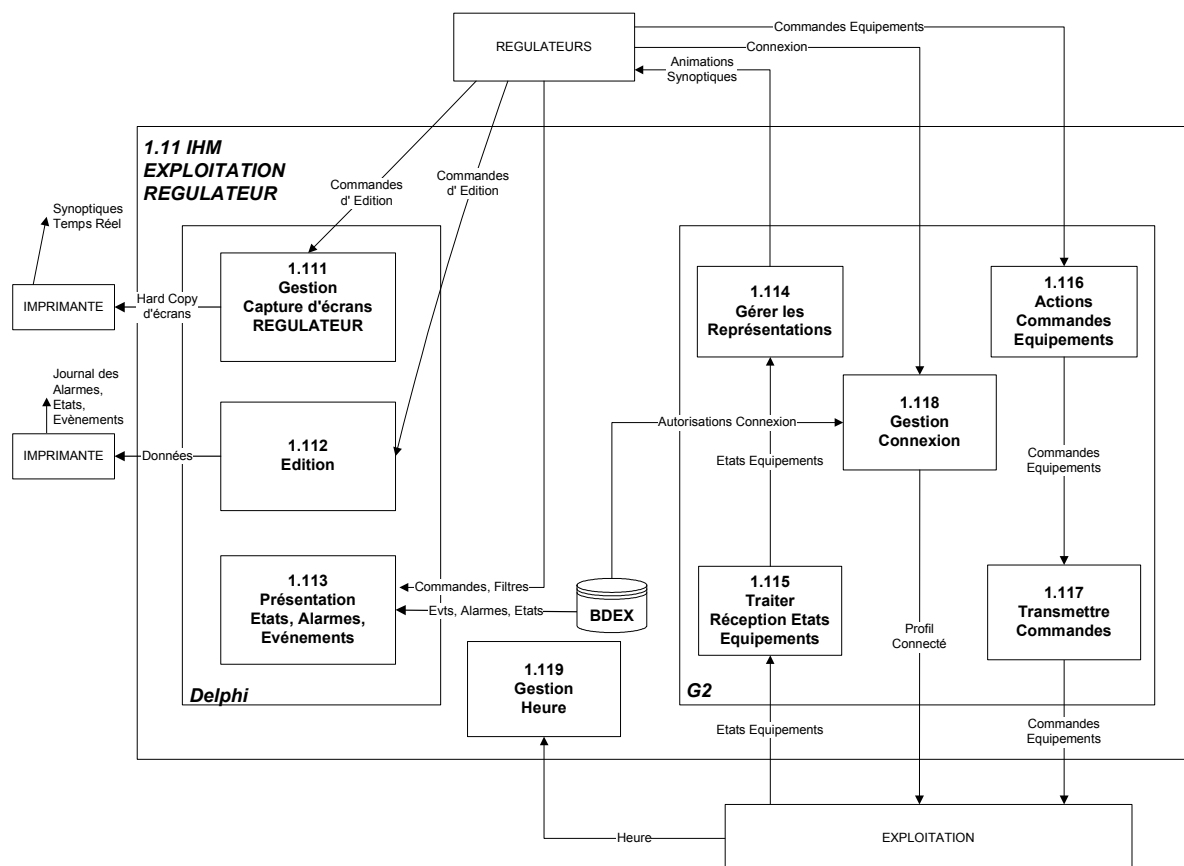 REGULATEURS
Commandes Equipements
Connexion
Animations
Synoptiques
1.11 IHM
EXPLOITATION
REGULATEUR
Commandes
d' Edition
Commandes
d' Edition
Synoptiques
Temps Réel
IMPRIMANTE
Hard Copy
d'écrans
1.111
Gestion
Capture d'écrans
REGULATEUR
1.114
Gérer les
Représentations
1.116
Actions
Commandes
Equipements
Journal des
Alarmes,
Etats,
Evènements
IMPRIMANTE
Données
1.112
Edition
Autorisations Connexion
1.118
Gestion
Connexion
Etats Equipements
Commandes
Equipements
1.113
Présentation
Etats, Alarmes,
Evénements
Commandes, Filtres
Evts, Alarmes, Etats
BDEX
1.115
Traiter
Réception Etats
Equipements
1.117
Transmettre
Commandes
Profil
Connecté
Delphi
1.119
Gestion
Heure
G2
Etats Equipements
Commandes
Equipements
Heure
EXPLOITATION